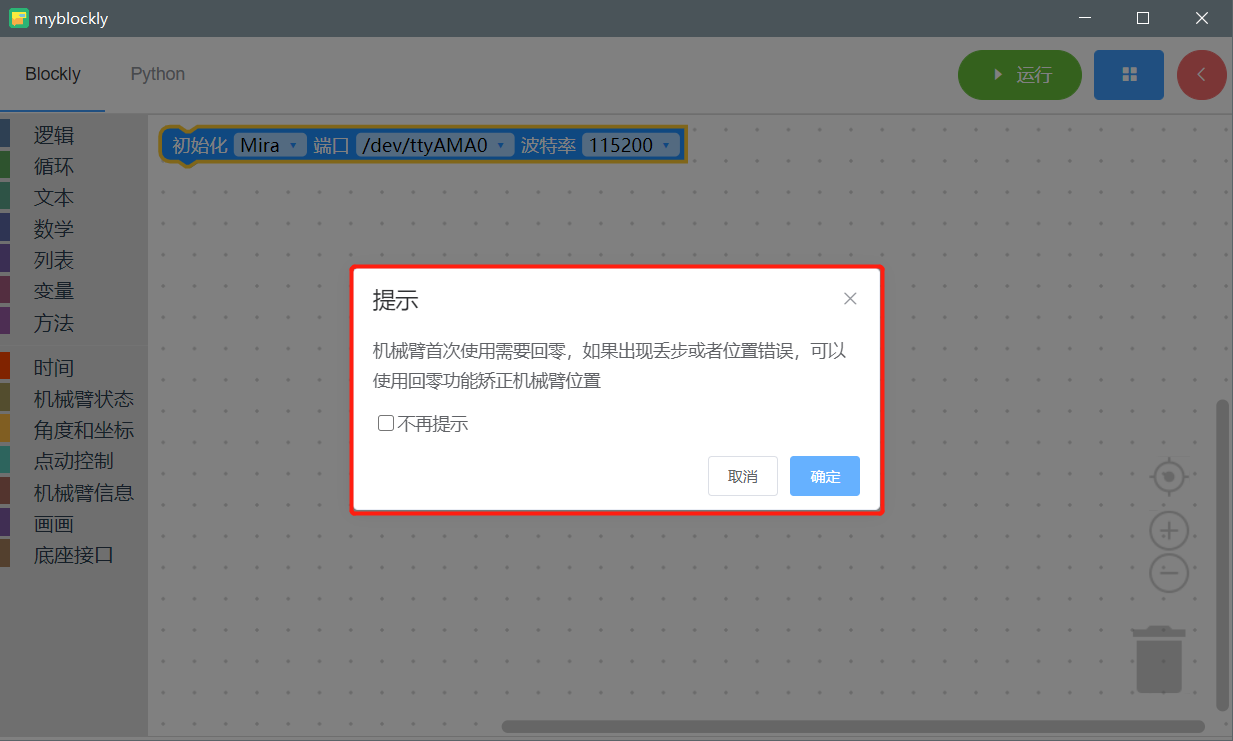 myblockly
Blockly
Python
运行
逻辑
循环
文本
数学
列表
变量
方法
时间
机械臂状态
角度和坐标
点动控制
机械臂信息
画画
底座接口
初始化 Mira 端口 /dev/ttyAMA0 波特率 115200
提示
机械臂首次使用需要回零，如果出现丢步或者位置错误，可以
使用回零功能矫正机械臂位置
不再提示
取消
确定